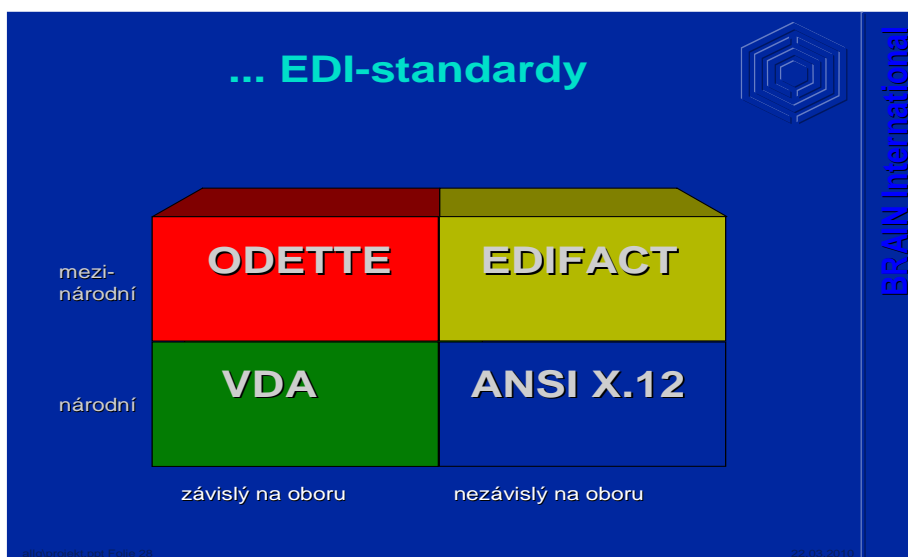 ... EDI-standardy
BRAIN International
ODETTE
EDIFACT
mezi-
národní
VDA
ANSI X.12
národní
závislý na oboru
nezávislý na oboru